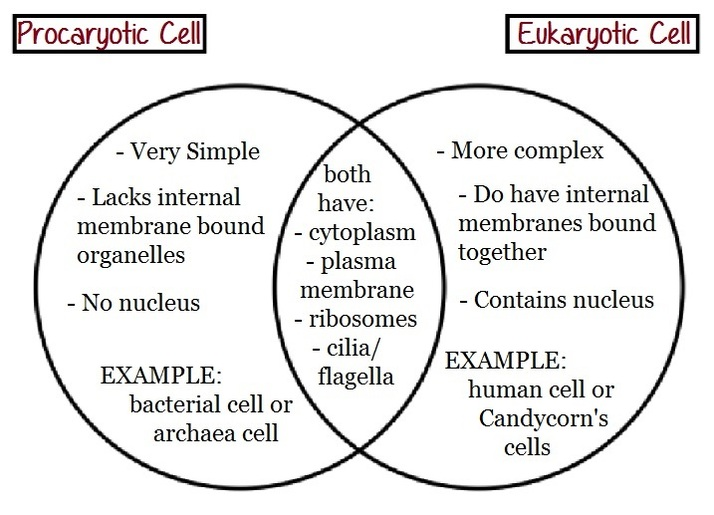 Procaryotic Cell
Eukaryotic Cell
- Very Simple
- Lacks internal
membrane bound
organelles
- No nucleus
EXAMPLE:
bacterial cell or
archaea cell
both
have:
- cytoplasm
- plasma
membrane
- ribosomes
- cilia/
flagella
- More complex
- Do have internal
membranes bound
together
- Contains nucleus
EXAMPLE:
human cell or
Candycorn's
cells